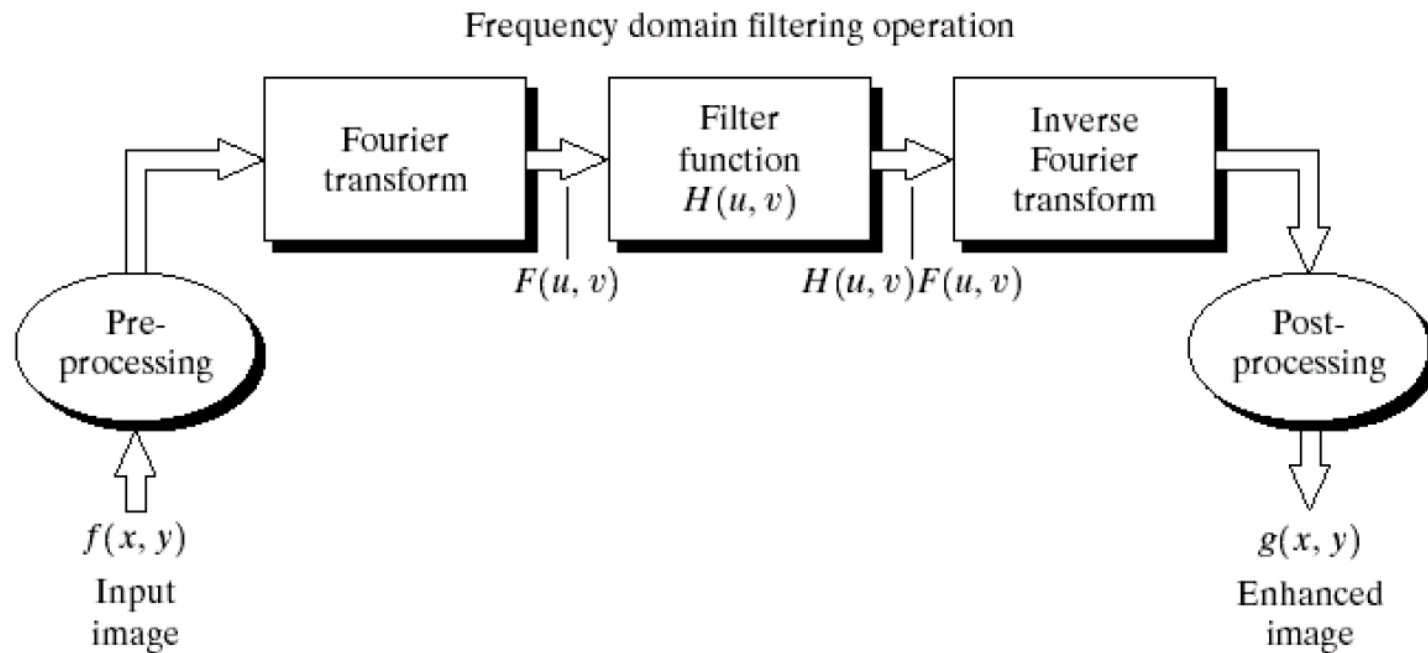 Frequency domain filtering operation
Fourier
transform
Filter
function
H(u, v)
Inverse
Fourier
transform
F(u, v)
H(u, v)F(u, v)
Pre-
processing
Post-
processing
f(x, y)
Input
image
g(x, y)
Enhanced
image